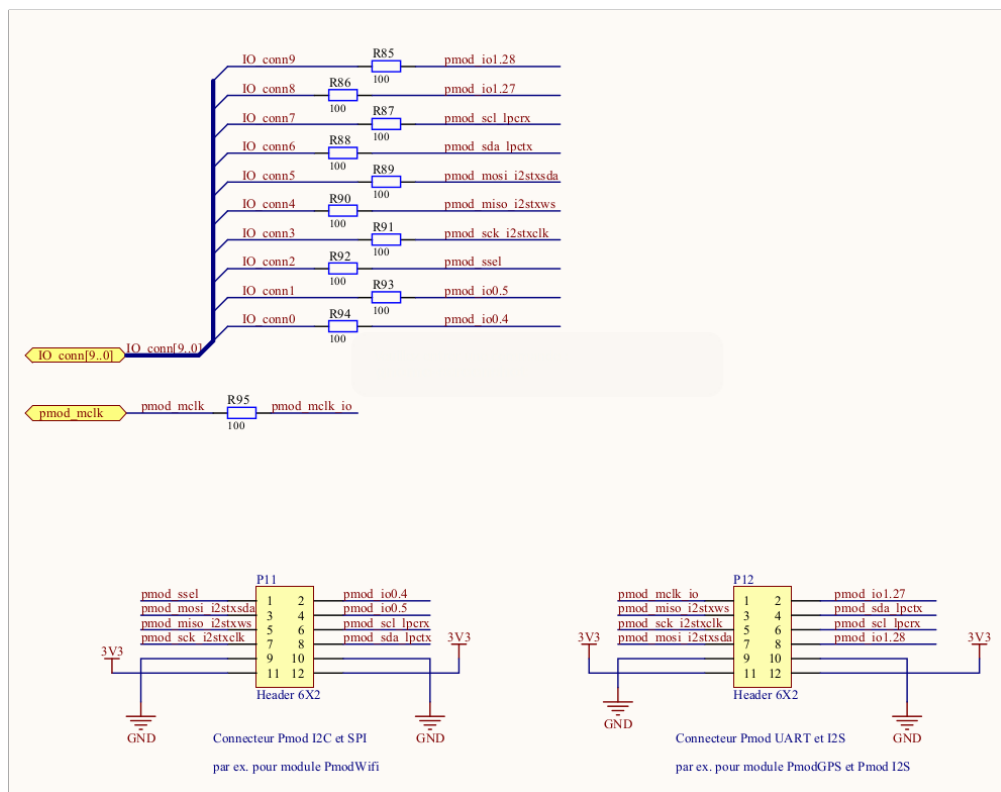 IO_conn9 R85 100 pmod_io1.28
IO_conn8 R86 100 pmod_io1.27
IO_conn7 R87 100 pmod_scl_lpcrx
IO_conn6 R88 100 pmod_sda_lpctx
IO_conn5 R89 100 pmod_mosi_i2stxsda
IO_conn4 R90 100 pmod_miso_i2stxws
IO_conn3 R91 100 pmod_sck_i2stxclk
IO_conn2 R92 100 pmod_ssel
IO_conn1 R93 100 pmod_io0.5
IO_conn0 R94 100 pmod_io0.4
IO_conn[9..0] IO_conn[9..0]
pmod_mclk pmod_mclk R95 100 pmod_mclk_io
P11
pmod_ssel 1 2 pmod_io0.4
pmod_mosi_i2stxsda 3 4 pmod_io0.5
pmod_miso_i2stxws 5 6 pmod_scl_lpcrx
pmod_sck_i2stxclk 7 8 pmod_sda_lpctx
3V3 9 10 3V3
11 12
Header 6X2
GND GND
Connecteur Pmod I2C et SPI
par ex. pour module PmodWifi
P12
pmod_mclk_io 1 2 pmod_io1.27
pmod_miso_i2stxws 3 4 pmod_sda_lpctx
pmod_sck_i2stxclk 5 6 pmod_scl_lpcrx
pmod_mosi_i2stxsda 7 8 pmod_io1.28
3V3 9 10 3V3
11 12
Header 6X2
GND GND
Connecteur Pmod UART et I2S
par ex. pour module PmodGPS et Pmod I2S